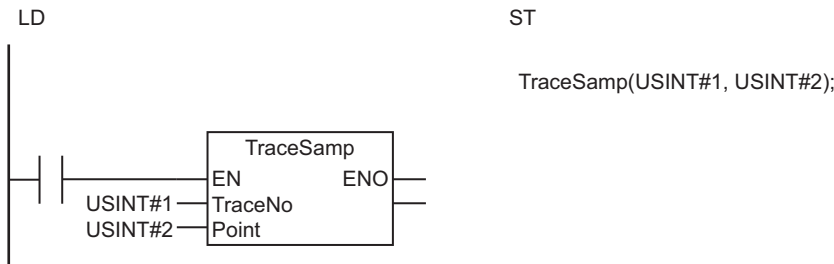 LD
ST
TraceSamp(USINT#1, USINT#2);
TraceSamp
EN ENO
USINT#1 TraceNo
USINT#2 Point